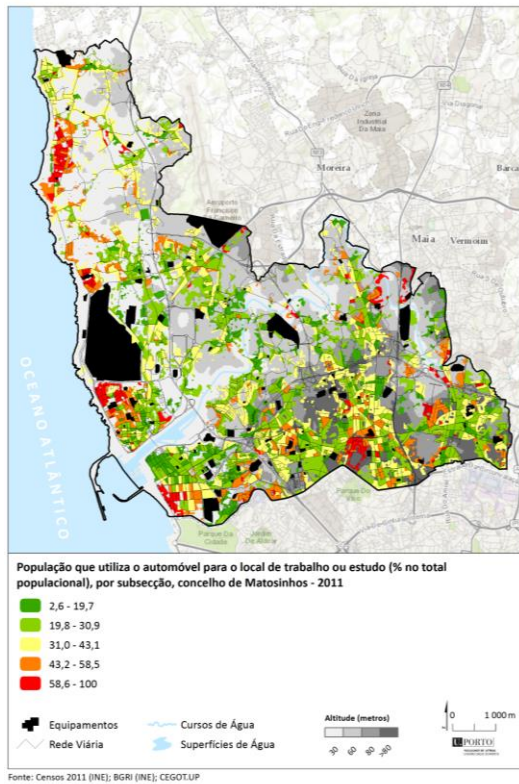 Zona
Industrial
Da Maia
Moreira
Barca
Aeroporto
Maia
Vermoim
OCEANO ATLÂNTICO
Parque Da
Cidade
População que utiliza o automóvel para o local de trabalho ou estudo (% no total
populacional), por subsecção, concelho de Matosinhos - 2011
2,6 - 19,7
19,8 - 30,9
31,0 - 43,1
43,2 - 58,5
58,6 - 100
Equipamentos
Cursos de Água
Rede Viária
Superfícies de Água
Altitude (metros)
30 60 80 >80
0 1 000 m
U.PORTO
Fonte: Censos 2011 (INE); BGRI (INE); CEGOT.UP